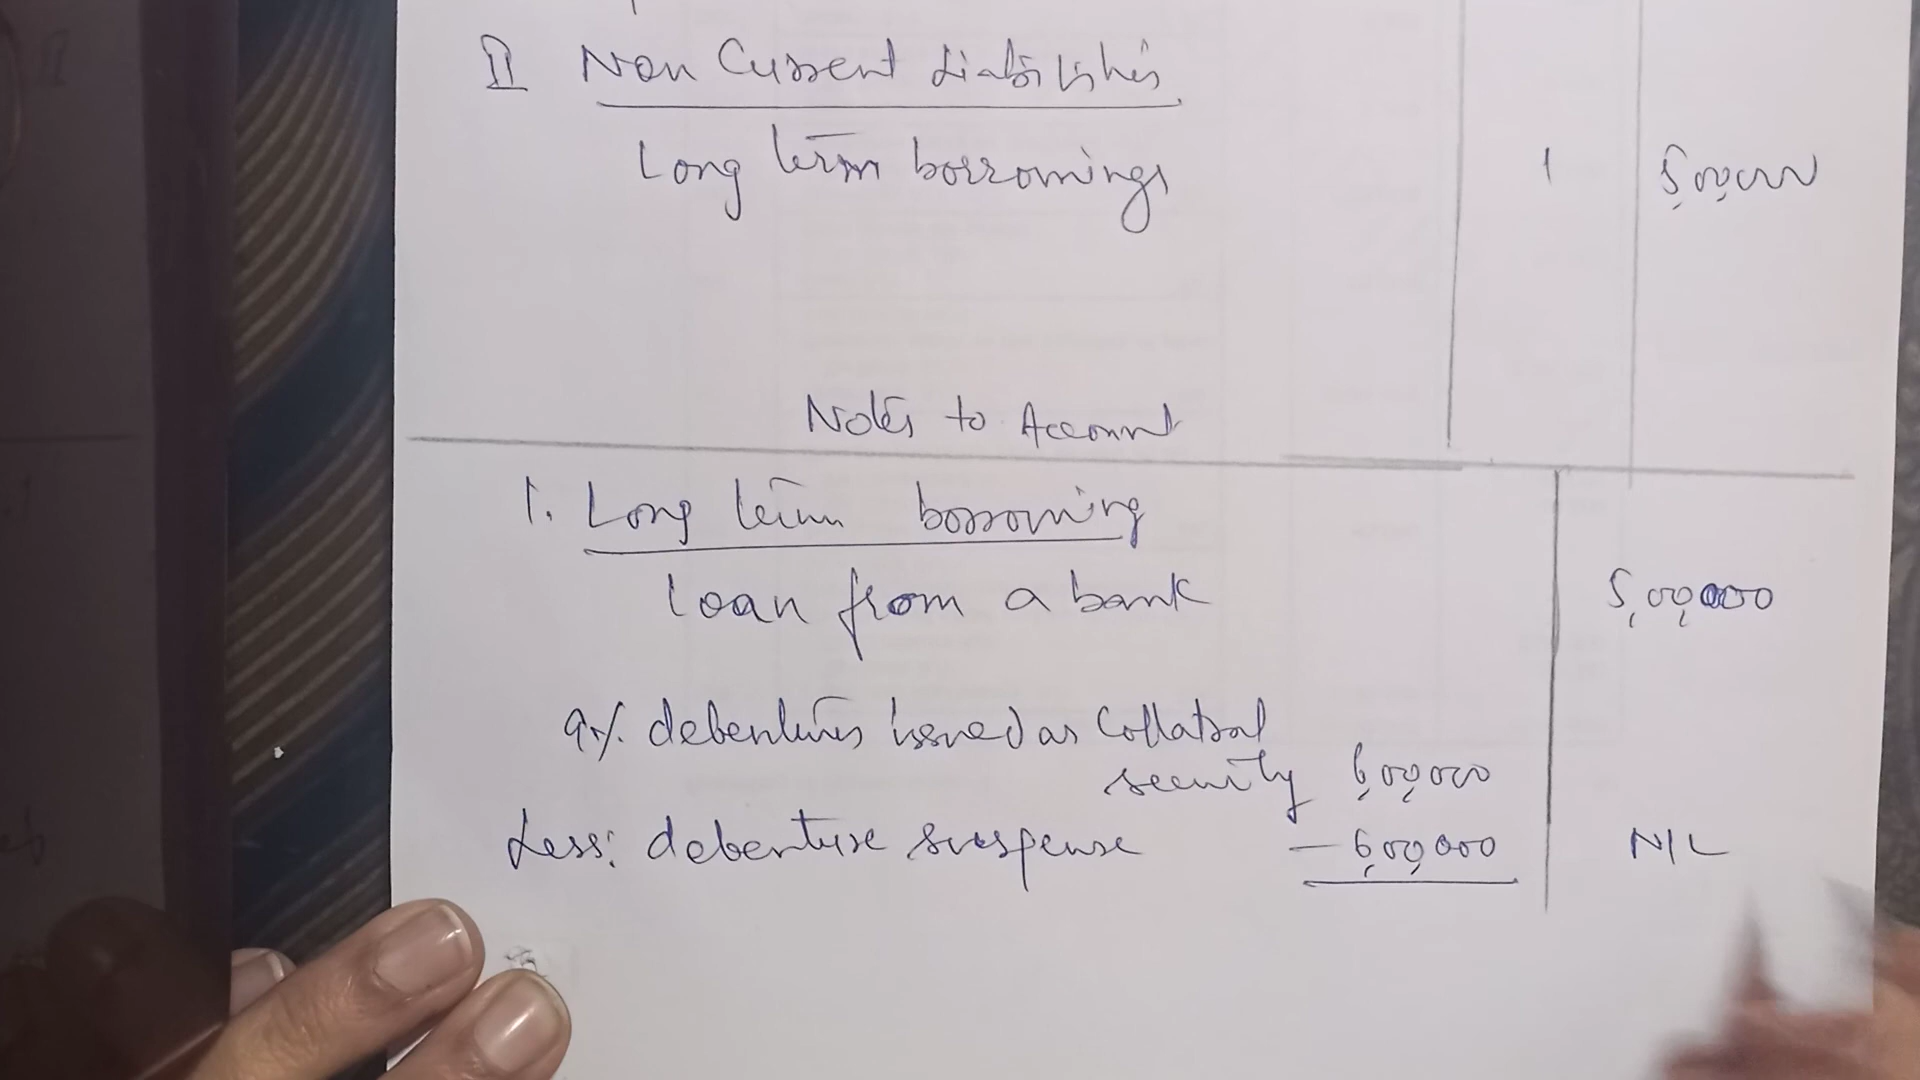 II Non Current Liabilities
Long term borrowings 1 5,00,000
Notes to Account
1. Long term borrowing
Loan from a bank 5,00,000
9%. debentures issued as Collatral
security 6,00,000
Less: debenture suspense — 6,00,000 NIL